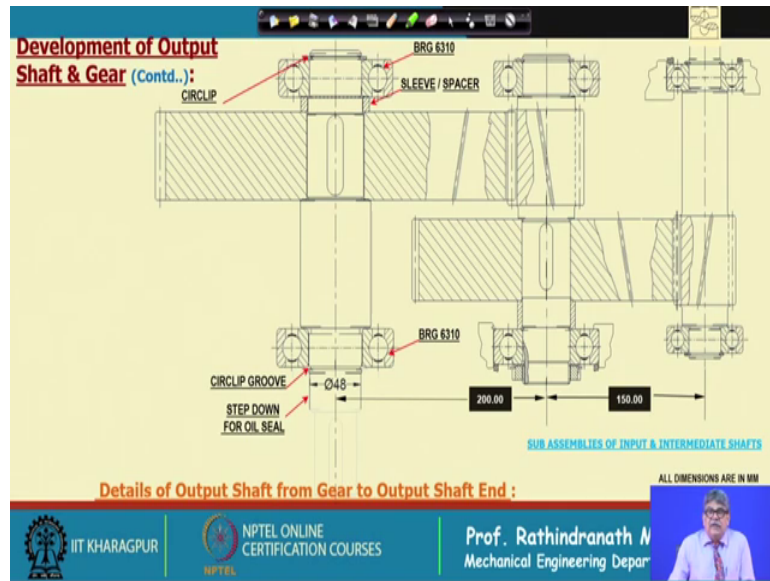 Development of Output
Shaft & Gear (Contd..):
BRG 6310
CIRCLIP
SLEEVE / SPACER
BRG 6310
CIRCLIP GROOVE
Ø48
STEP DOWN
FOR OIL SEAL
200.00
150.00
SUB ASSEMBLIES OF INPUT & INTERMEDIATE SHAFTS
ALL DIMENSIONS ARE IN MM
Details of Output Shaft from Gear to Output Shaft End :
IIT KHARAGPUR
NPTEL
NPTEL ONLINE
CERTIFICATION COURSES
Prof. Rathindranath M
Mechanical Engineering Depar